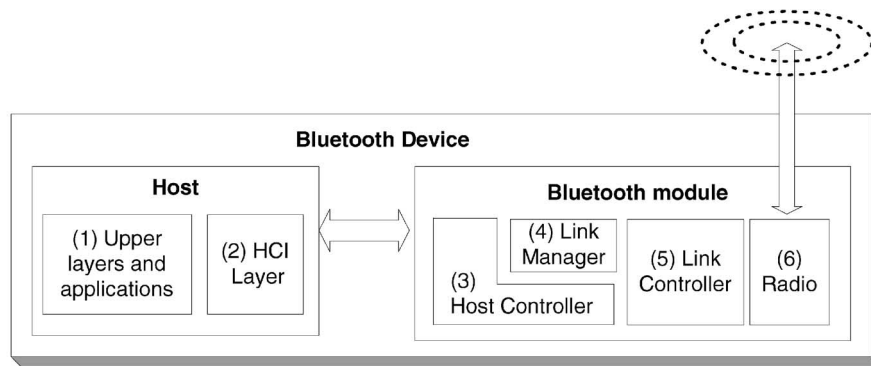 Bluetooth Device
Host
(1) Upper
layers and
applications
(2) HCI
Layer
Bluetooth module
(3)
Host Controller
(4) Link
Manager
(5) Link
Controller
(6)
Radio